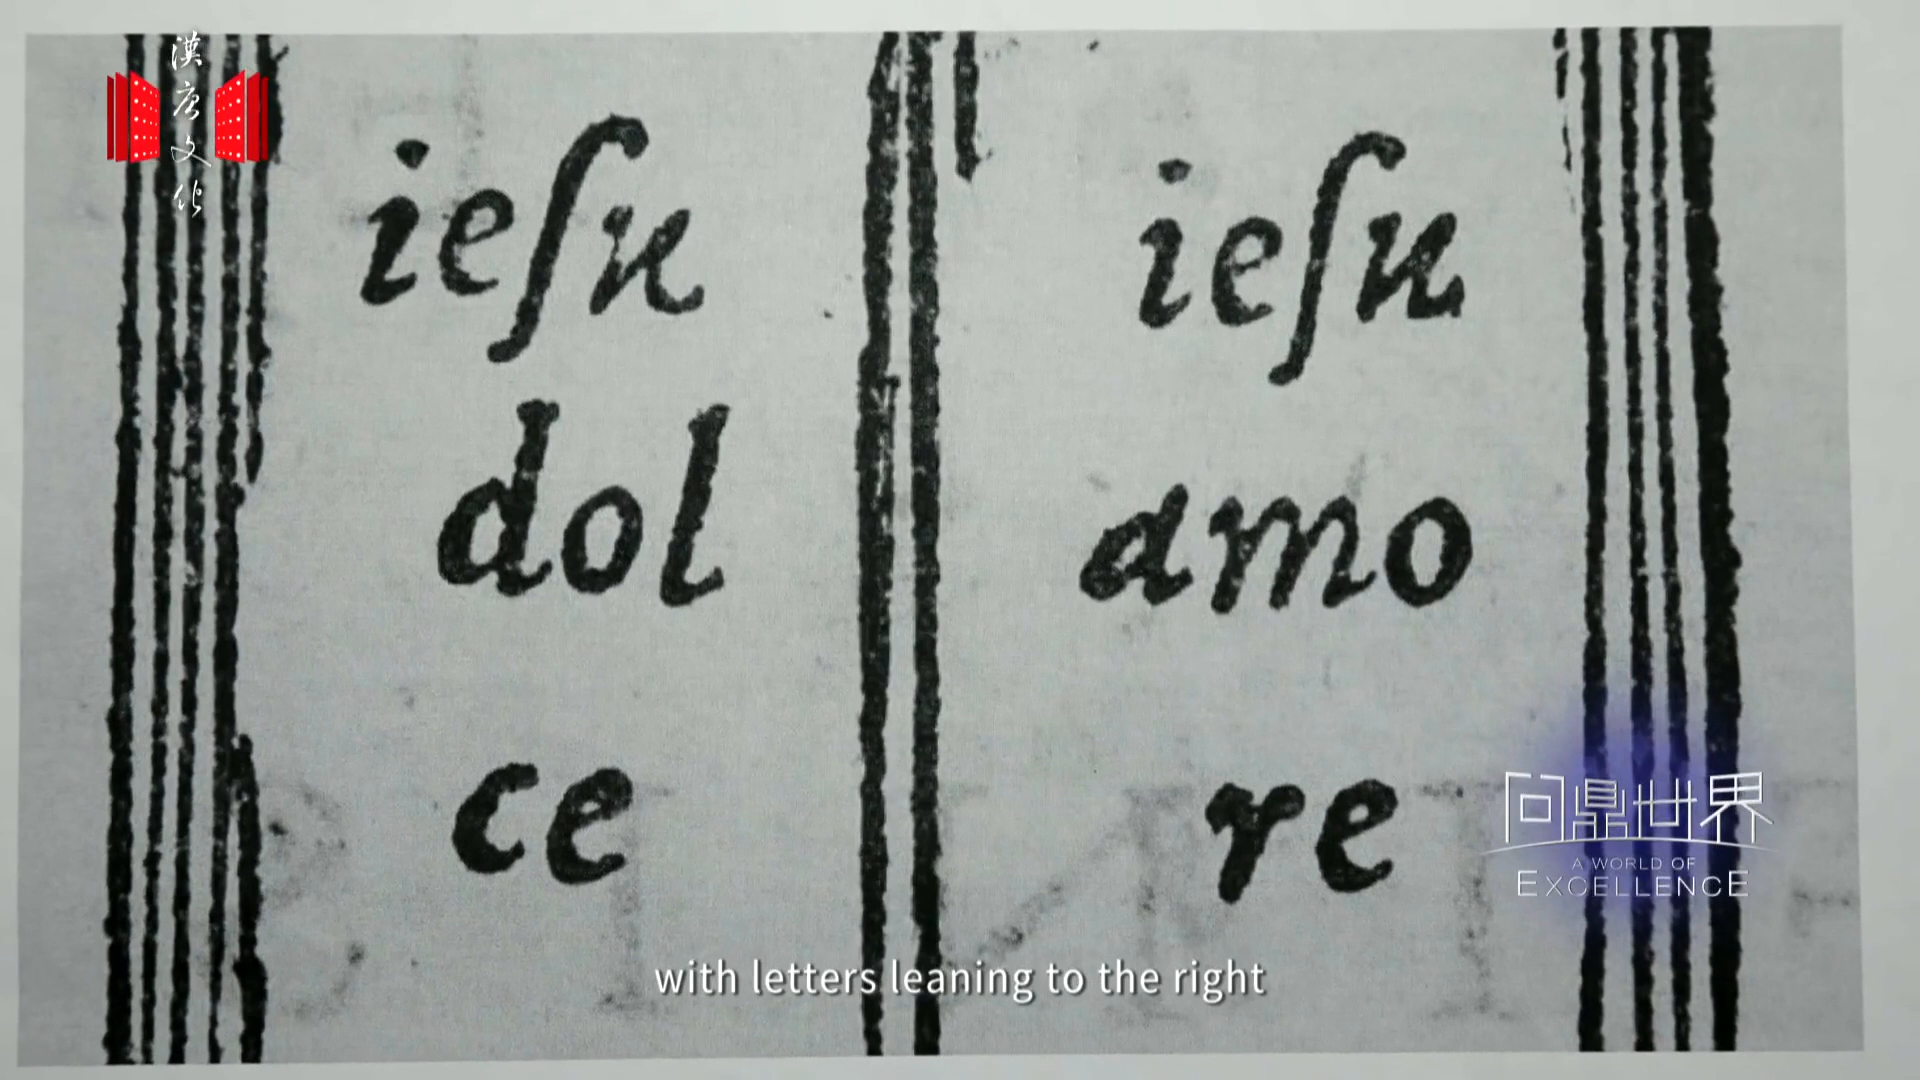 漢唐文化
ieſu
dol
ce
ieſu
amo
re
问鼎世界
A WORLD OF
EXCELLENCE
with letters leaning to the right